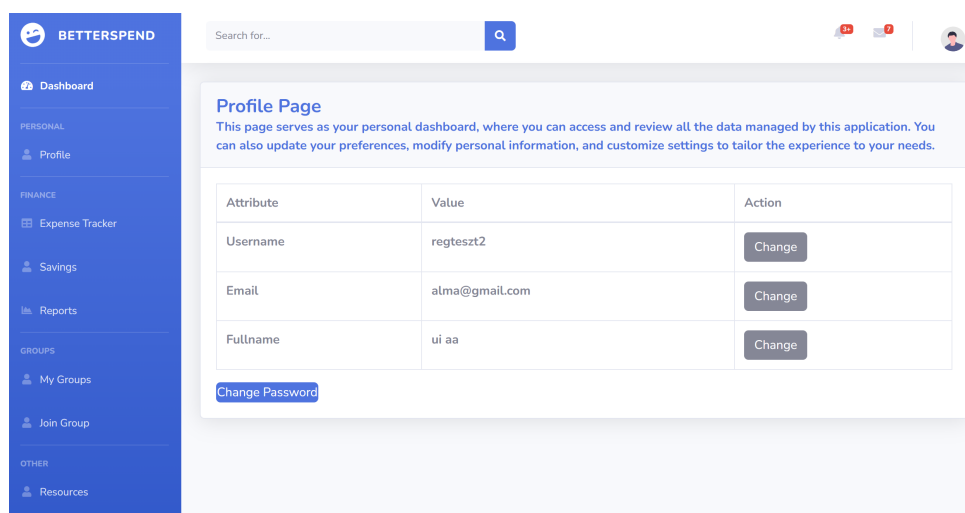 BETTERSPEND
Search for...
3+
7
Dashboard
PERSONAL
Profile
FINANCE
Expense Tracker
Savings
Reports
GROUPS
My Groups
Join Group
OTHER
Resources
Profile Page
This page serves as your personal dashboard, where you can access and review all the data managed by this application. You
can also update your preferences, modify personal information, and customize settings to tailor the experience to your needs.
Attribute Value Action
Username regteszt2 Change
Email alma@gmail.com Change
Fullname ui aa Change
Change Password